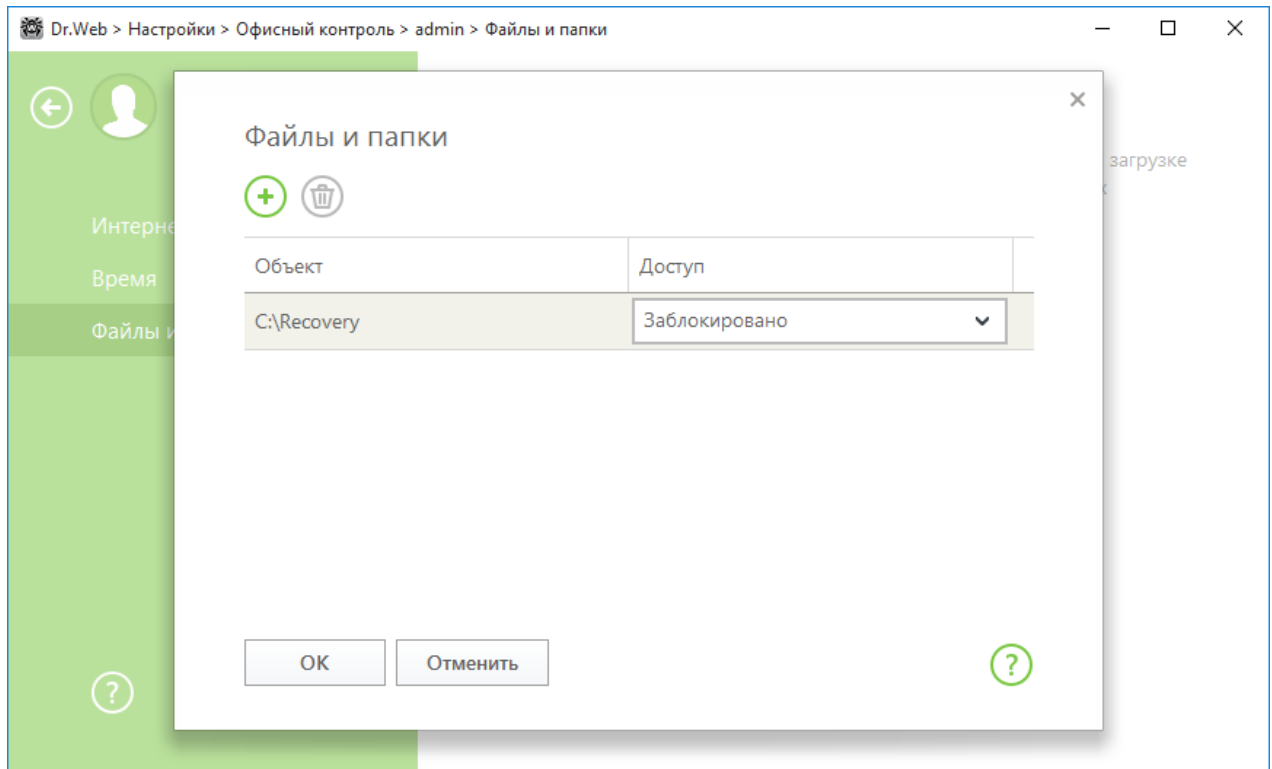 Dr.Web > Настройки > Офисный контроль > admin > Файлы и папки
Файлы и папки
загрузке
Интерне
Время
Файлы и
Объект Доступ
C:\Recovery Заблокировано
OK Отменить
?
?